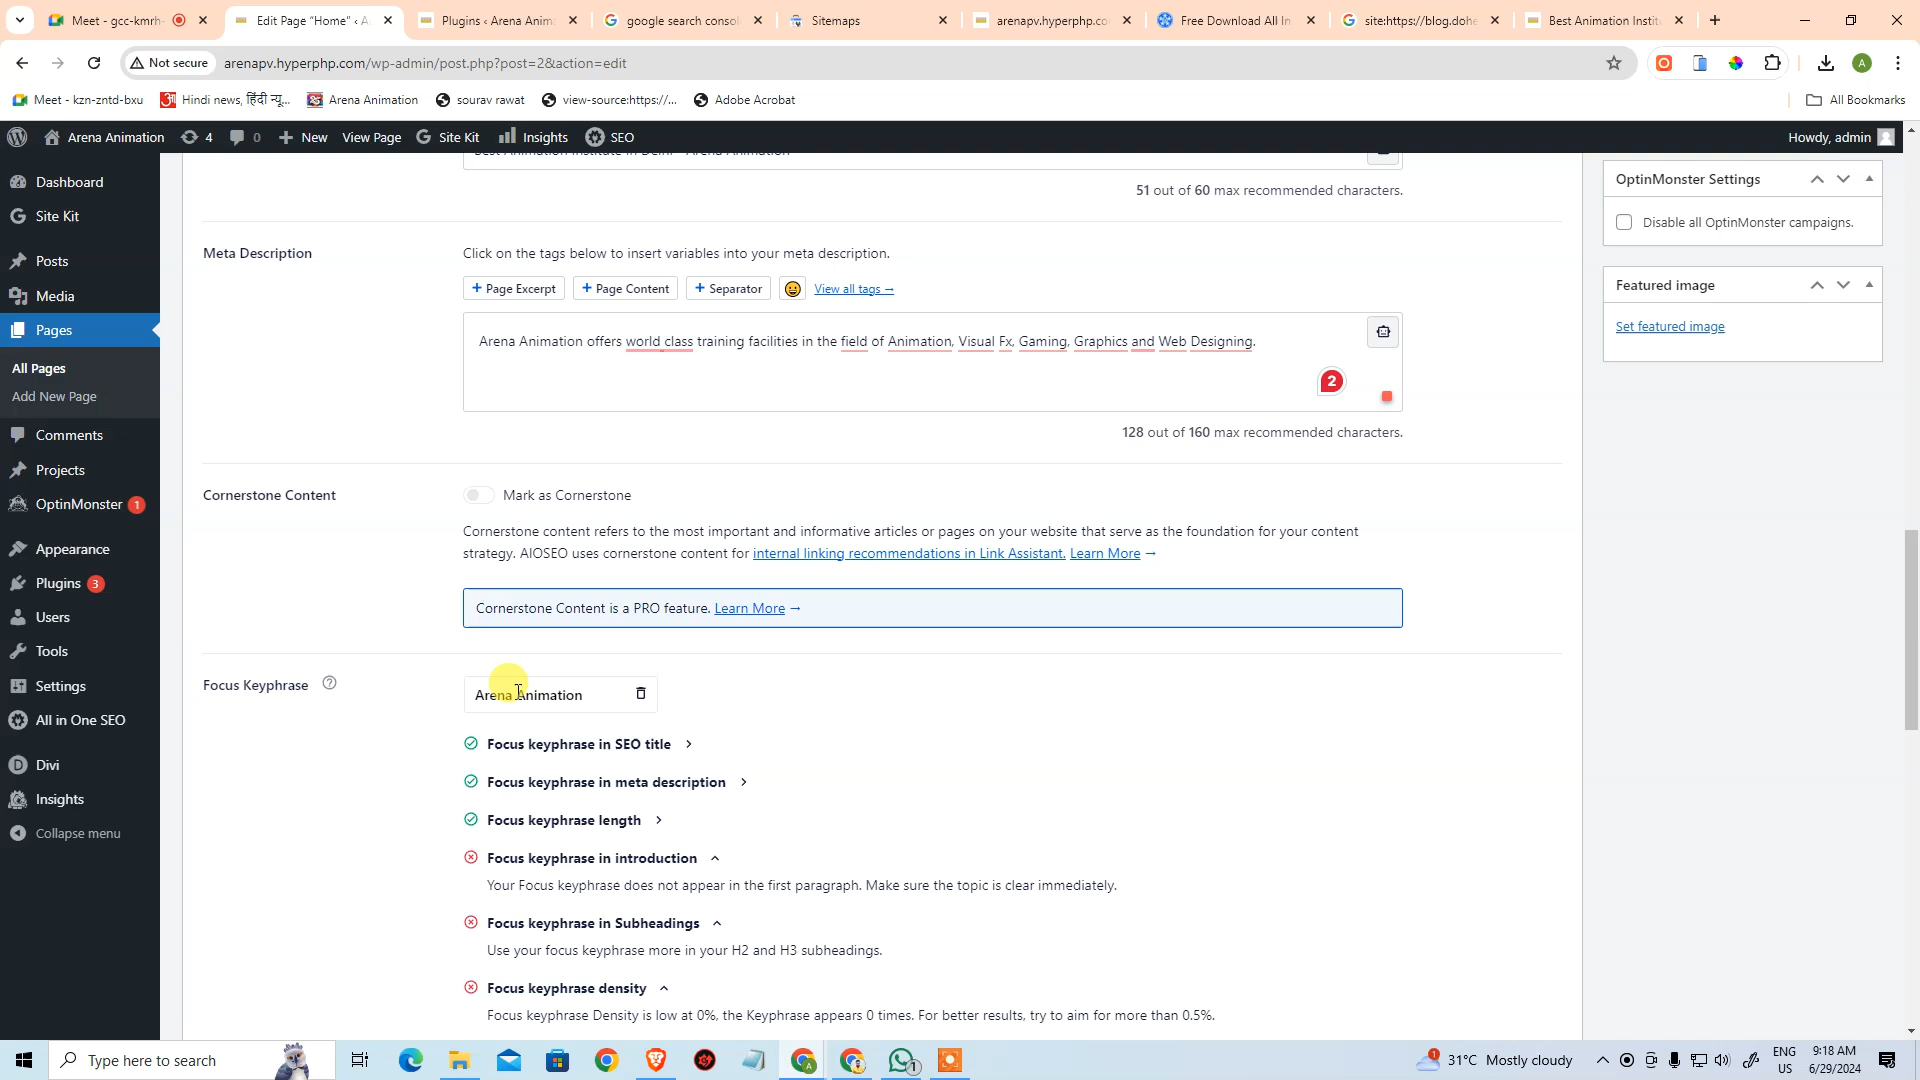 Meet - gcc-kmrh-
Edit Page “Home” ‹ A
Plugins ‹ Arena Anim
google search consol
Sitemaps
arenapv.hyperphp.co
Free Download All In
site:https://blog.dohe
Best Animation Instit
Not secure
arenapv.hyperphp.com/wp-admin/post.php?post=2&action=edit
A
Meet - kzn-zntd-bxu
Hindi news, हिंदी न्यू...
Arena Animation
sourav rawat
view-source:https://...
Adobe Acrobat
All Bookmarks
Arena Animation
4
0
New
View Page
Site Kit
Insights
SEO
Howdy, admin
Dashboard
Site Kit
Posts
Media
Pages
All Pages
Add New Page
Comments
Projects
OptinMonster 1
Appearance
Plugins 3
Users
Tools
Settings
All in One SEO
Divi
Insights
Collapse menu
51 out of 60 max recommended characters.
Meta Description
Click on the tags below to insert variables into your meta description.
+ Page Excerpt
+ Page Content
+ Separator
View all tags →
Arena Animation offers world class training facilities in the field of Animation, Visual Fx, Gaming, Graphics and Web Designing.
2
128 out of 160 max recommended characters.
Cornerstone Content
Mark as Cornerstone
Cornerstone content refers to the most important and informative articles or pages on your website that serve as the foundation for your content
strategy. AIOSEO uses cornerstone content for internal linking recommendations in Link Assistant. Learn More →
Cornerstone Content is a PRO feature. Learn More →
Focus Keyphrase
Arena Animation
Focus keyphrase in SEO title
Focus keyphrase in meta description
Focus keyphrase length
Focus keyphrase in introduction
Your Focus keyphrase does not appear in the first paragraph. Make sure the topic is clear immediately.
Focus keyphrase in Subheadings
Use your focus keyphrase more in your H2 and H3 subheadings.
Focus keyphrase density
Focus keyphrase Density is low at 0%, the Keyphrase appears 0 times. For better results, try to aim for more than 0.5%.
OptinMonster Settings
Disable all OptinMonster campaigns.
Featured image
Set featured image
Type here to search
1
1
31°C Mostly cloudy
ENG
US
9:18 AM
6/29/2024